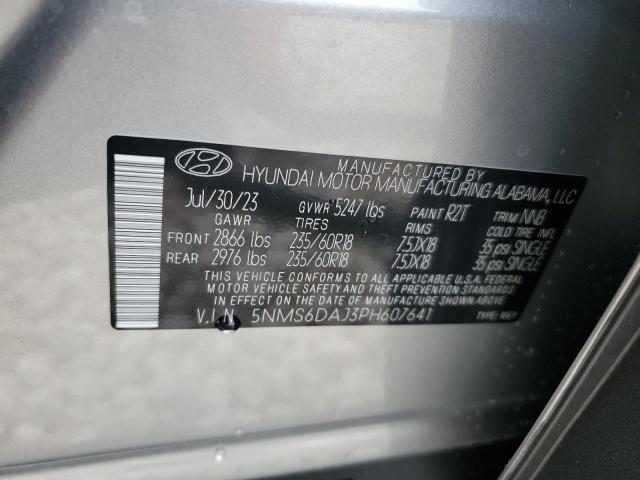 MANUFACTURED BY
HYUNDAI MOTOR MANUFACTURING ALABAMA, LLC
Jul/30/23 GVWR 5247 lbs PAINT R2T TRIM NNB
GAWR TIRES RIMS COLD TIRE INFL.
FRONT 2866 lbs 235/60R18 7.5JX18 35 psi SINGLE
REAR 2976 lbs 235/60R18 7.5JX18 35 psi SINGLE
THIS VEHICLE CONFORMS TO ALL APPLICABLE U.S.A. FEDERAL
MOTOR VEHICLE SAFETY AND THEFT PREVENTION STANDARDS
IN EFFECT ON THE DATE OF MANUFACTURE SHOWN ABOVE.
V.I.N 5NMS6DAJ3PH607641 TYPE: MPV